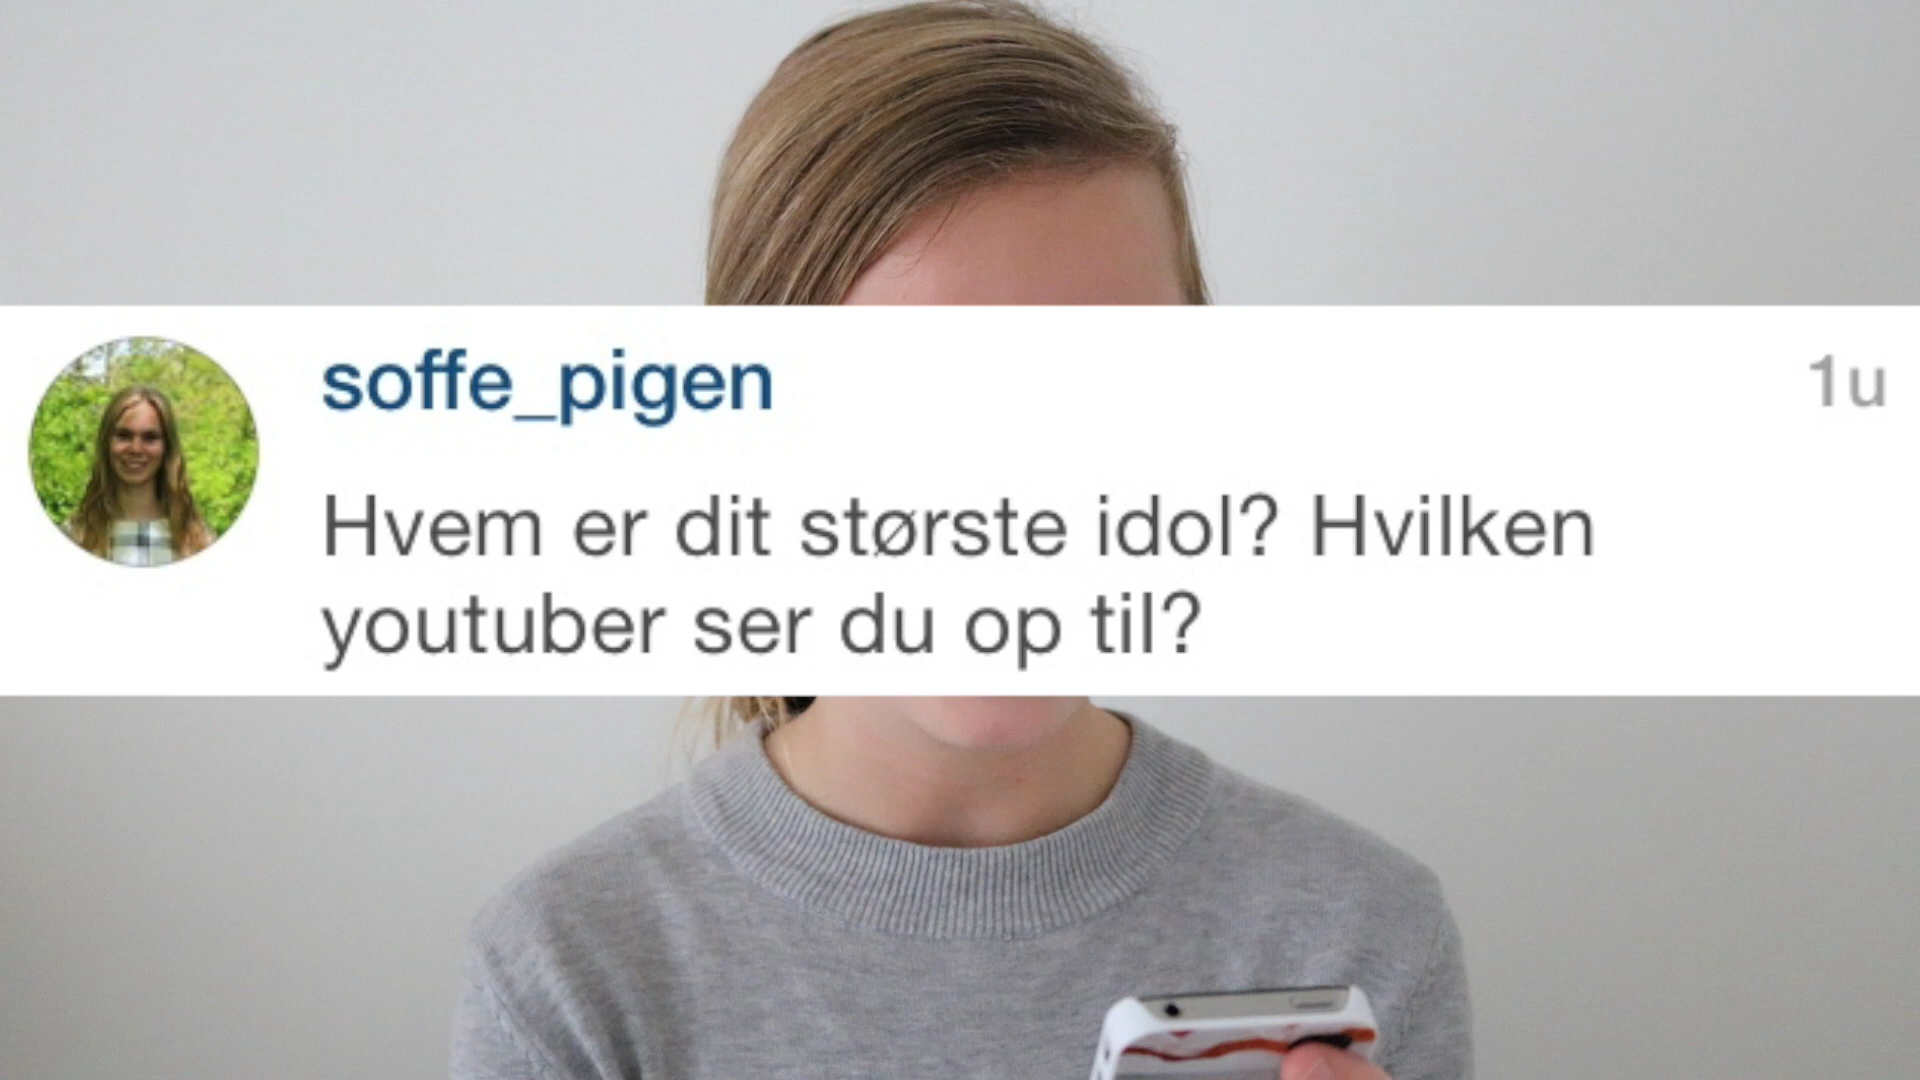 soffe_pigen
1u
Hvem er dit største idol? Hvilken
youtuber ser du op til?